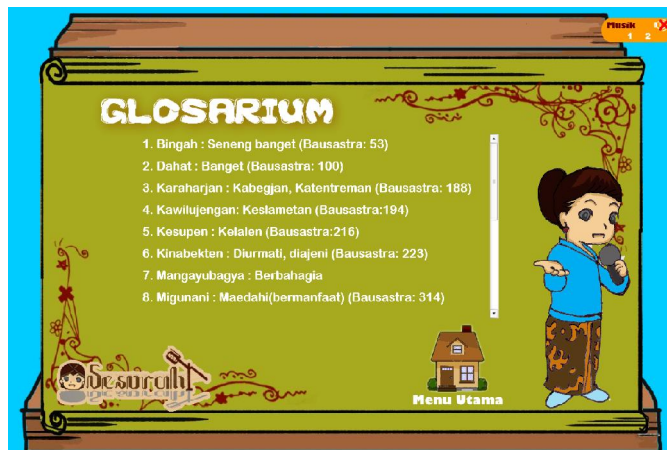 Musik
1 2
GLOSARIUM
1. Bingah : Seneng banget (Bausastra: 53)
2. Dahat : Banget (Bausastra: 100)
3. Karaharjan : Kabegjan, Katentreman (Bausastra: 188)
4. Kawilujengan: Keslametan (Bausastra:194)
5. Kesupen : Kelalen (Bausastra:216)
6. Kinabekten : Diurmati, diajeni (Bausastra: 223)
7. Mangayubagya : Berbahagia
8. Migunani : Maedahi(bermanfaat) (Bausastra: 314)
Menu Utama